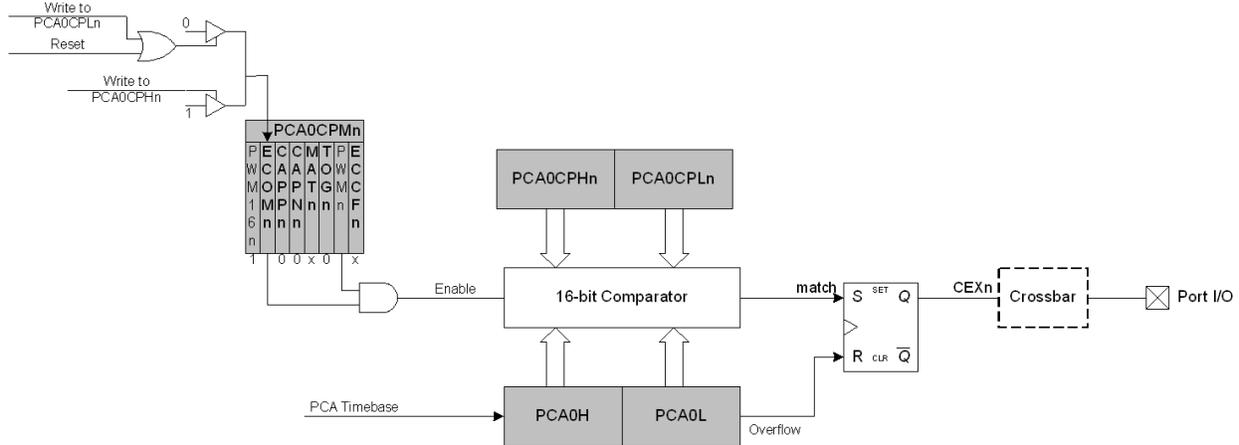 Write to
PCA0CPLn
Reset
0
Write to
PCA0CPHn
1
PCA0CPMn
PWM16n
ECOMn
CAPPn
CAPNn
MATn
TOGn
PWMn
ECCFn
1 0 0 x 0 x
Enable
PCA0CPHn PCA0CPLn
16-bit Comparator
match
S SET Q
R CLR Q
CEXn
Crossbar
Port I/O
PCA Timebase
PCA0H PCA0L
Overflow